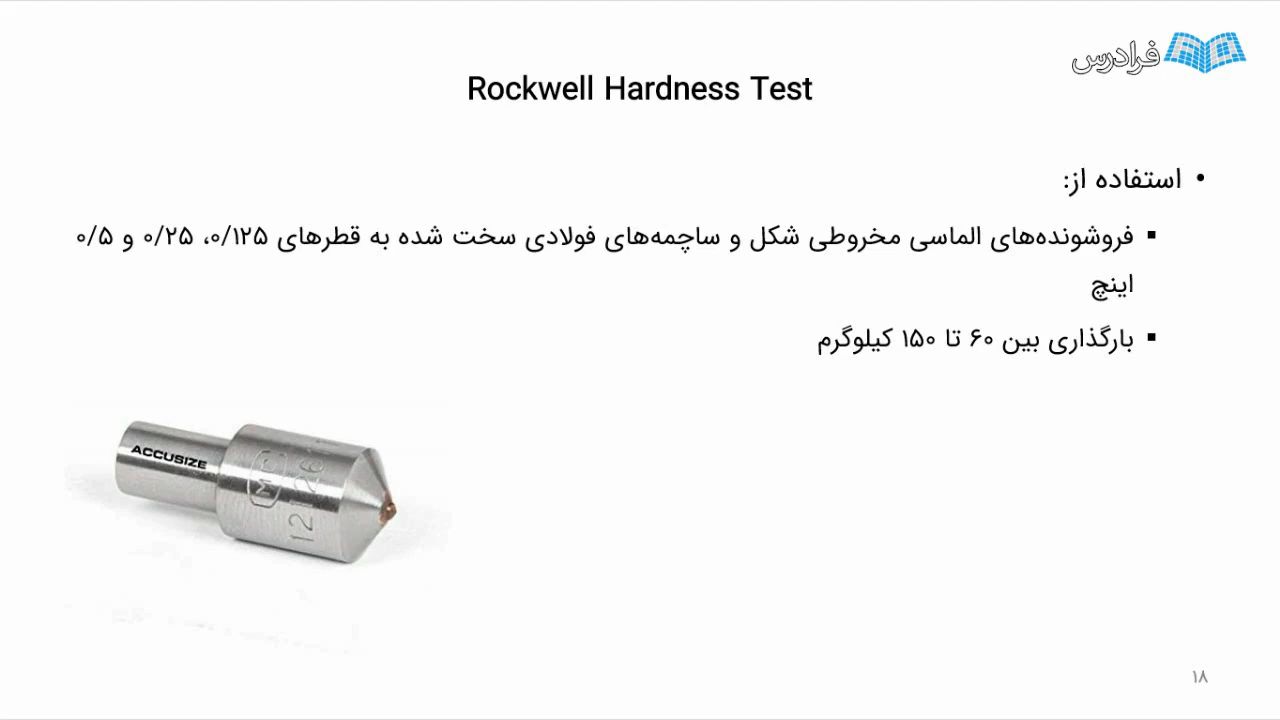 فرادرس
Rockwell Hardness Test
• استفاده از:
▪ فروشونده‌های الماسی مخروطی شکل و ساچمه‌های فولادی سخت شده به قطرهای ۰/۱۲۵، ۰/۲۵ و ۰/۵
اینچ
▪ بارگذاری بین ۶۰ تا ۱۵۰ کیلوگرم
ACCUSIZE
۱۸